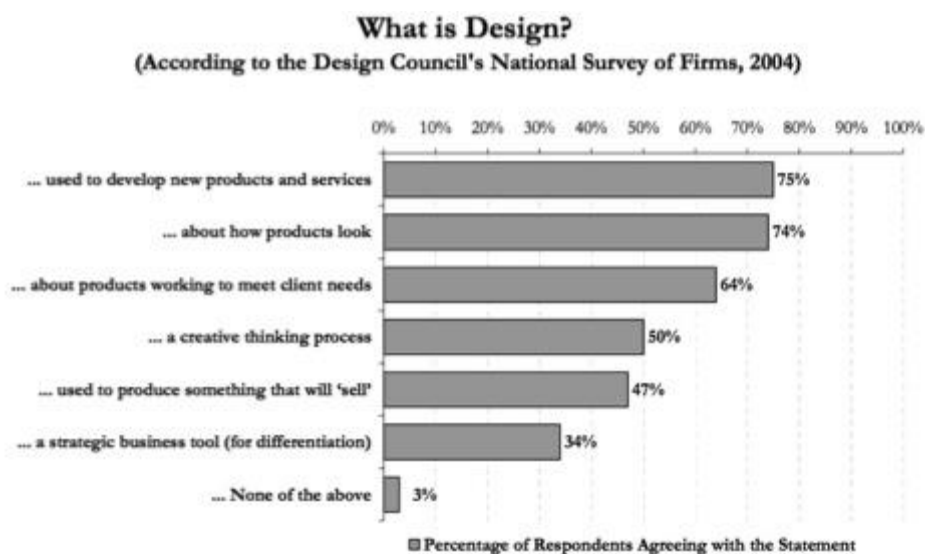 What is Design?
(According to the Design Council's National Survey of Firms, 2004)
0% 10% 20% 30% 40% 50% 60% 70% 80% 90% 100%
... used to develop new products and services 75%
... about how products look 74%
... about products working to meet client needs 64%
... a creative thinking process 50%
... used to produce something that will ‘sell’ 47%
... a strategic business tool (for differentiation) 34%
... None of the above 3%
Percentage of Respondents Agreeing with the Statement